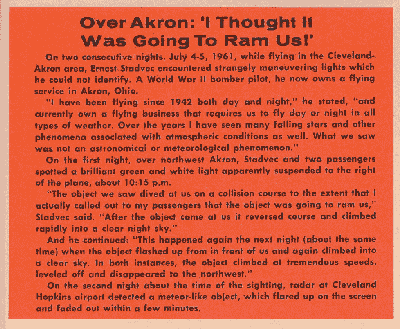 Over Akron: 'I Thought It
Was Going To Ram Us!'
On two consecutive nights. July 4-5, 1961, while flying in the Cleveland-
Akron area, Ernest Stadvec encountered strangely maneuvering lights which
he could not identify. A World War II bomber pilot, he now owns a flying
service in Akron, Ohio.
"I have been flying since 1942 both day and night," he stated, "and
currently own a flying business that requires us to fly day or night in all
types of weather. Over the years I have seen many falling stars and other
phenomena associated with atmospheric conditions as well. What we saw
was not an astronomical or meteorological phenomenon."
On the first night, over northwest Akron, Stadvec and two passengers
spotted a brilliant green and white light apparently suspended to the right
of the plane, about 10:15 p.m.
"The object we saw dived at us on a collision course to the extent that I
actually called out to my passengers that the object was going to ram us,"
Stadvec said. "After the object came at us it reversed course and climbed
rapidly into a clear night sky."
And he continued: "This happened again the next night (about the same
time) when the object flashed up from in front of us and again climbed into
a clear sky. In both instances, the object climbed at tremendous speeds,
leveled off and disappeared to the northwest."
On the second night about the time of the sighting, radar at Cleveland
Hopkins airport detected a meteor-like object, which flared up on the screen
and faded out within a few minutes.